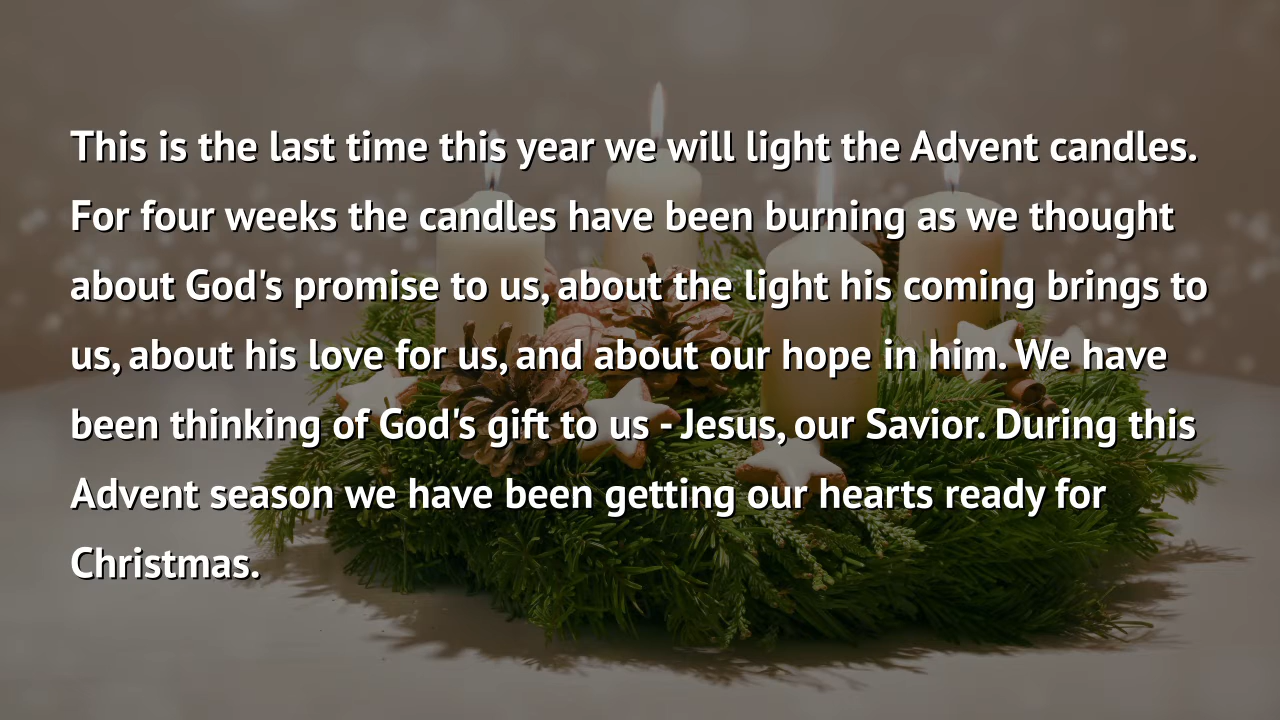 This is the last time this year we will light the Advent candles.
For four weeks the candles have been burning as we thought
about God's promise to us, about the light his coming brings to
us, about his love for us, and about our hope in him. We have
been thinking of God's gift to us - Jesus, our Savior. During this
Advent season we have been getting our hearts ready for
Christmas.